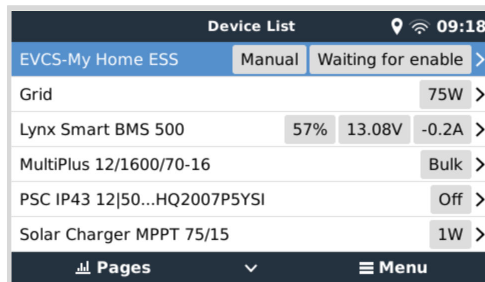 Device List 09:18
EVCS-My Home ESS Manual Waiting for enable
Grid 75W
Lynx Smart BMS 500 57% 13.08V -0.2A
MultiPlus 12/1600/70-16 Bulk
PSC IP43 12|50...HQ2007P5YSI Off
Solar Charger MPPT 75/15 1W
Pages Menu